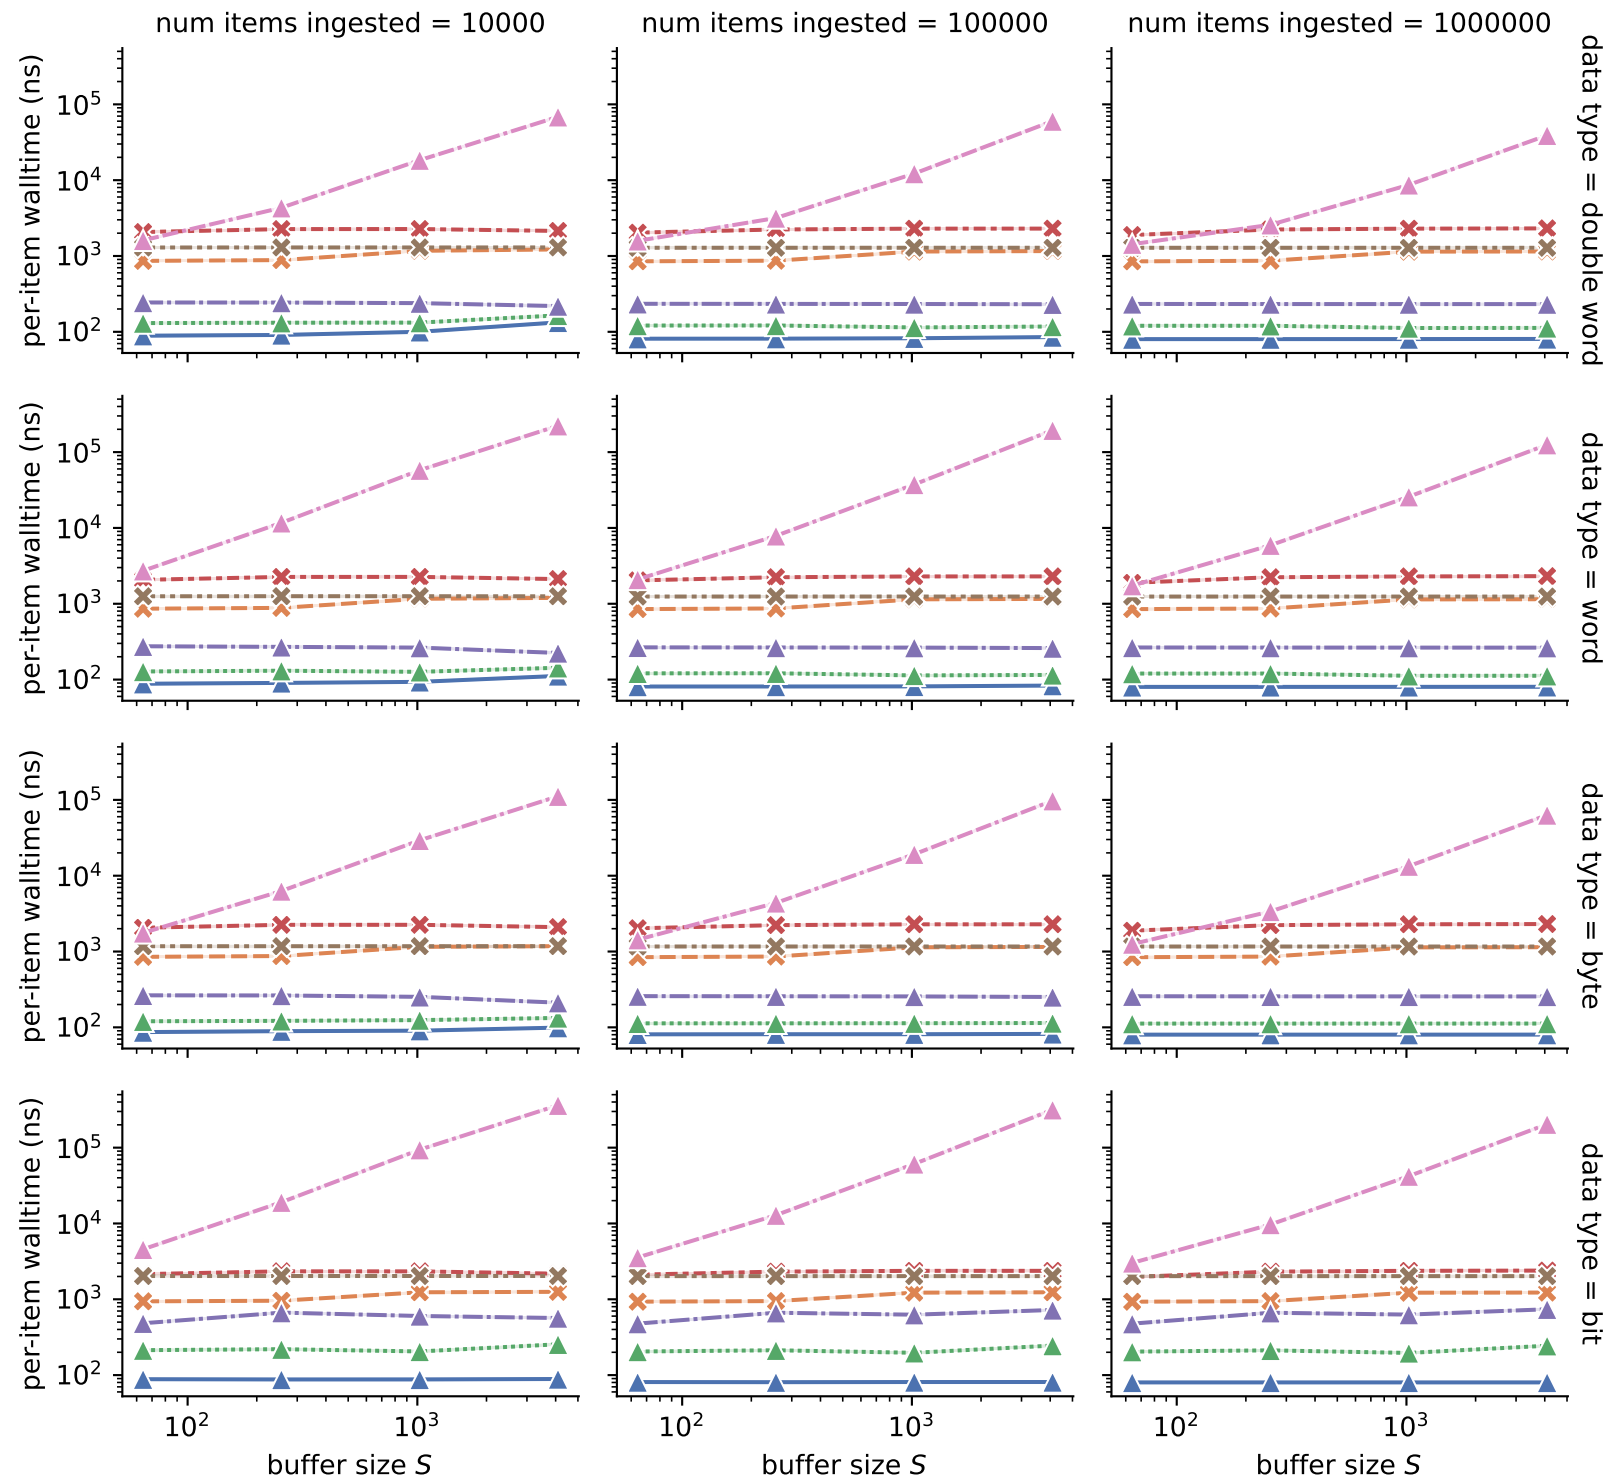 num items ingested = 10000
num items ingested = 100000
num items ingested = 1000000
per-item walltime (ns)
10⁵
10⁴
10³
10²
data type = double word
per-item walltime (ns)
10⁵
10⁴
10³
10²
data type = word
per-item walltime (ns)
10⁵
10⁴
10³
10²
data type = byte
per-item walltime (ns)
10⁵
10⁴
10³
10²
data type = bit
10² 10³
10² 10³
10² 10³
buffer size S
buffer size S
buffer size S